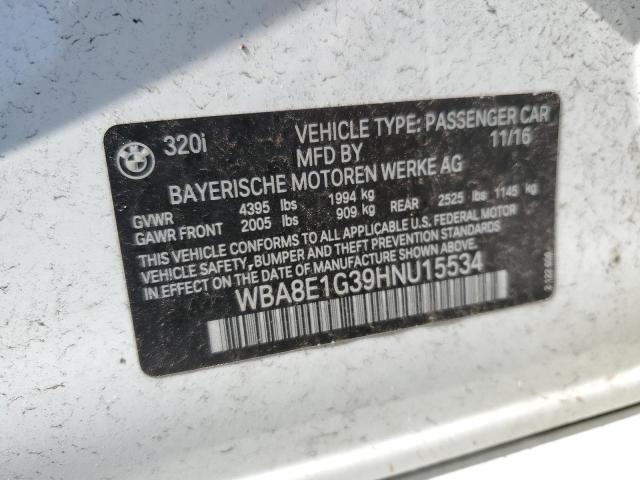 320i VEHICLE TYPE: PASSENGER CAR
MFD BY 11/16
BAYERISCHE MOTOREN WERKE AG
GVWR 4395 lbs 1994 kg
GAWR FRONT 2005 lbs 909 kg REAR 2525 lbs 1145 kg
THIS VEHICLE CONFORMS TO ALL APPLICABLE U.S. FEDERAL MOTOR
VEHICLE SAFETY, BUMPER AND THEFT PREVENTION STANDARDS
IN EFFECT ON THE DATE OF MANUFACTURE SHOWN ABOVE.
WBA8E1G39HNU15534